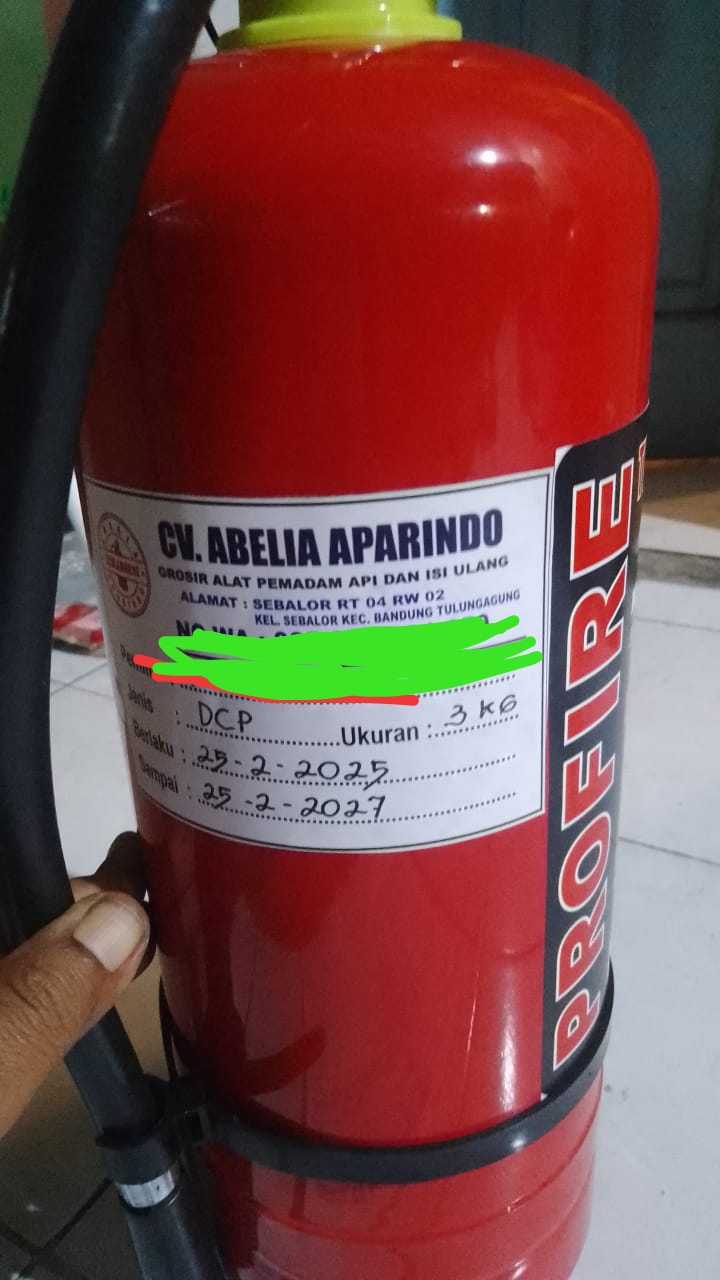 CV. ABELIA APARINDO
GROSIR ALAT PEMADAM API DAN ISI ULANG
ALAMAT : SEBALOR RT 04 RW 02
KEL. SEBALOR KEC. BANDUNG TULUNGAGUNG
Jenis : DCP Ukuran : 3 KG
Berlaku : 25-2-2025
Sampai : 25-2-2027
PROFIRE